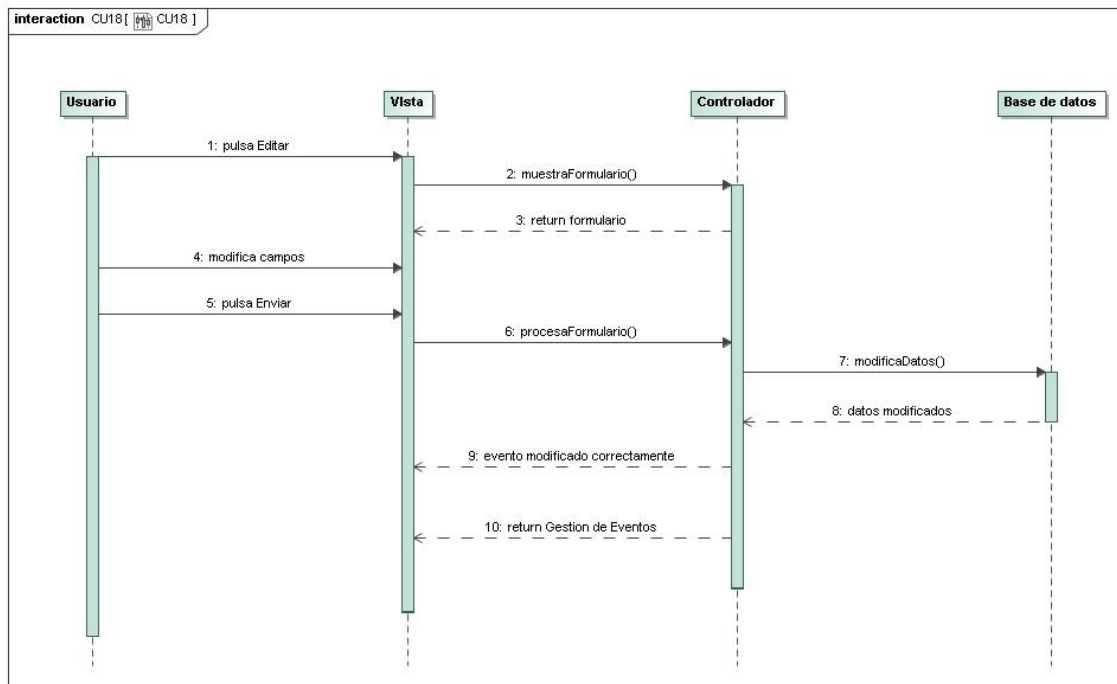 interaction CU18[ CU18 ]
Usuario
VIsta
Controlador
Base de datos
1: pulsa Editar
2: muestraFormulario()
3: return formulario
4: modifica campos
5: pulsa Enviar
6: procesaFormulario()
7: modificaDatos()
8: datos modificados
9: evento modificado correctamente
10: return Gestion de Eventos